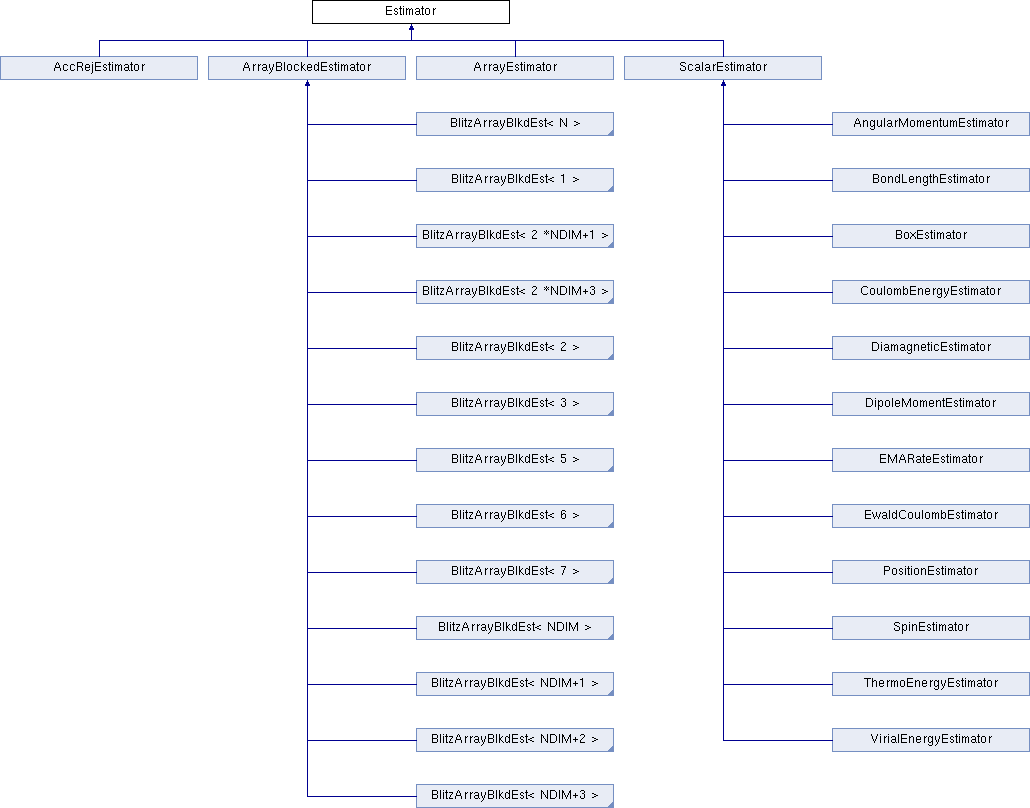 Estimator
AccRejEstimator
ArrayBlockedEstimator
ArrayEstimator
ScalarEstimator
BlitzArrayBlkdEst< N >
AngularMomentumEstimator
BlitzArrayBlkdEst< 1 >
BondLengthEstimator
BlitzArrayBlkdEst< 2 *NDIM+1 >
BoxEstimator
BlitzArrayBlkdEst< 2 *NDIM+3 >
CoulombEnergyEstimator
BlitzArrayBlkdEst< 2 >
DiamagneticEstimator
BlitzArrayBlkdEst< 3 >
DipoleMomentEstimator
BlitzArrayBlkdEst< 5 >
EMARateEstimator
BlitzArrayBlkdEst< 6 >
EwaldCoulombEstimator
BlitzArrayBlkdEst< 7 >
PositionEstimator
BlitzArrayBlkdEst< NDIM >
SpinEstimator
BlitzArrayBlkdEst< NDIM+1 >
ThermoEnergyEstimator
BlitzArrayBlkdEst< NDIM+2 >
VirialEnergyEstimator
BlitzArrayBlkdEst< NDIM+3 >